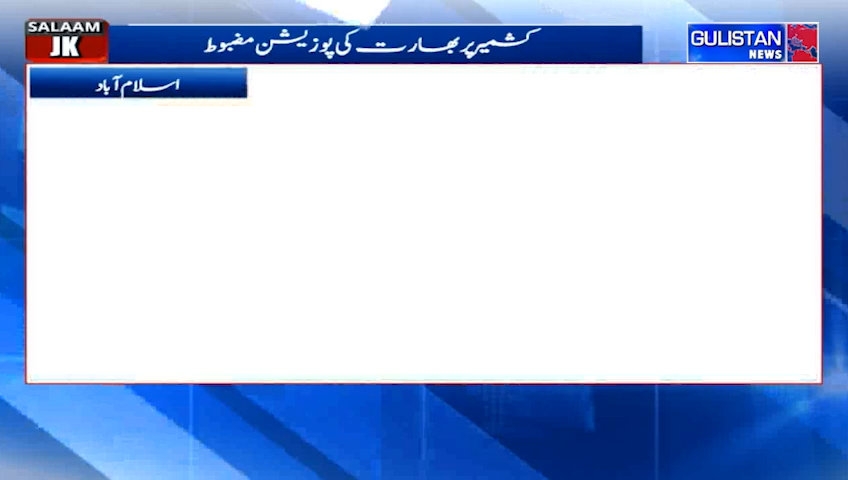 SALAAM
JK
کشمیر پر بھارت کی پوزیشن مضبوط
GULISTAN
NEWS
اسلام آباد